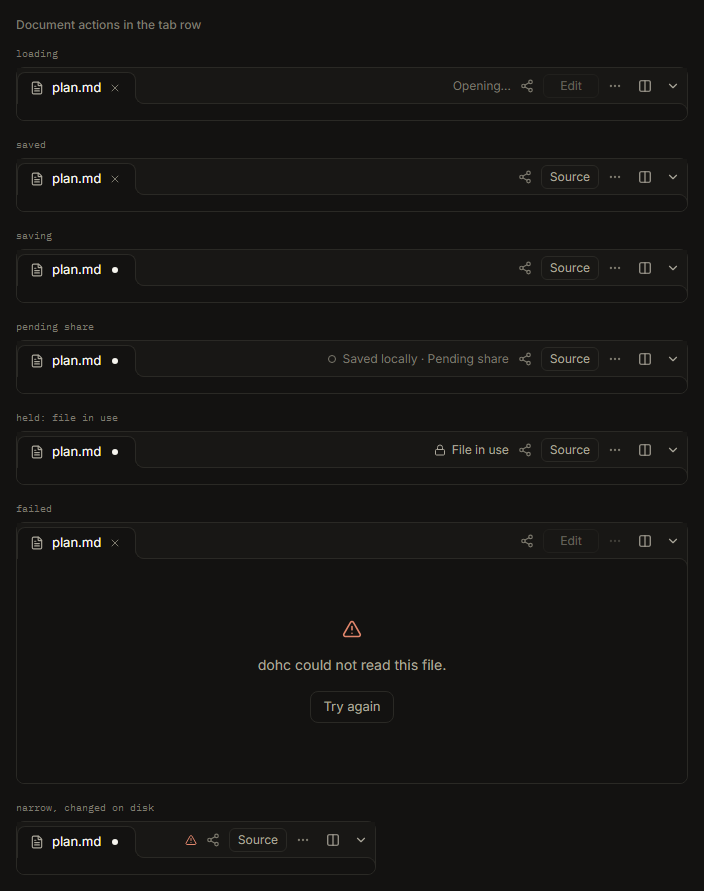 Document actions in the tab row
loading
plan.md Opening... Edit
saved
plan.md Source
saving
plan.md Source
pending share
plan.md Saved locally · Pending share Source
held: file in use
plan.md File in use Source
failed
plan.md Edit
dohc could not read this file.
Try again
narrow, changed on disk
plan.md Source